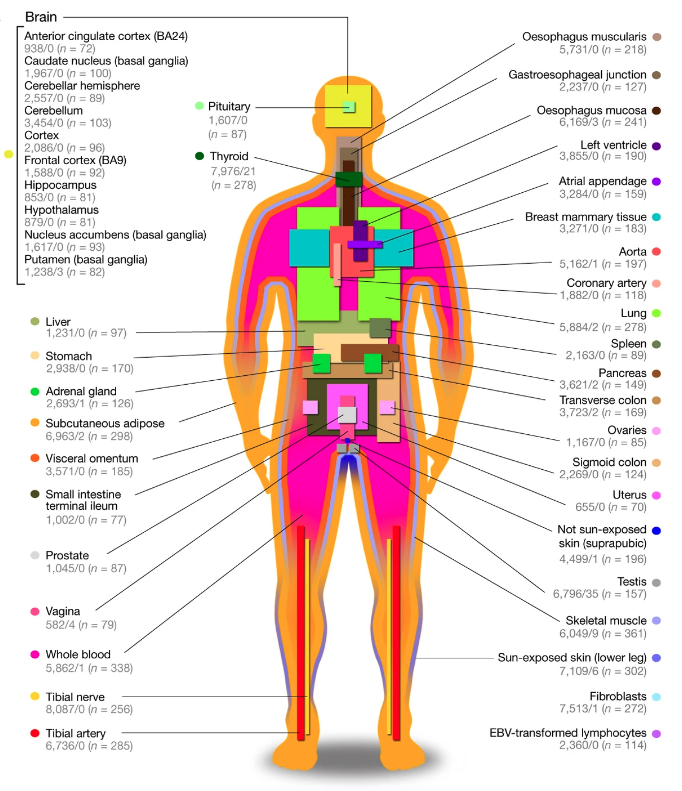 Brain
Anterior cingulate cortex (BA24)
938/0 (n = 72)
Caudate nucleus (basal ganglia)
1,967/0 (n = 100)
Cerebellar hemisphere
2,557/0 (n = 89)
Cerebellum
3,454/0 (n = 103)
Cortex
2,086/0 (n = 96)
Frontal cortex (BA9)
1,588/0 (n = 92)
Hippocampus
853/0 (n = 81)
Hypothalamus
879/0 (n = 81)
Nucleus accumbens (basal ganglia)
1,617/0 (n = 93)
Putamen (basal ganglia)
1,238/3 (n = 82)
Pituitary
1,607/0
(n = 87)
Thyroid
7,976/21
(n = 278)
Liver
1,231/0 (n = 97)
Stomach
2,938/0 (n = 170)
Adrenal gland
2,693/1 (n = 126)
Subcutaneous adipose
6,963/2 (n = 298)
Visceral omentum
3,571/0 (n = 185)
Small intestine
terminal ileum
1,002/0 (n = 77)
Prostate
1,045/0 (n = 87)
Vagina
582/4 (n = 79)
Whole blood
5,862/1 (n = 338)
Tibial nerve
8,087/0 (n = 256)
Tibial artery
6,736/0 (n = 285)
Oesophagus muscularis
5,731/0 (n = 218)
Gastroesophageal junction
2,237/0 (n = 127)
Oesophagus mucosa
6,169/3 (n = 241)
Left ventricle
3,855/0 (n = 190)
Atrial appendage
3,284/0 (n = 159)
Breast mammary tissue
3,271/0 (n = 183)
Aorta
5,162/1 (n = 197)
Coronary artery
1,882/0 (n = 118)
Lung
5,884/2 (n = 278)
Spleen
2,163/0 (n = 89)
Pancreas
3,621/2 (n = 149)
Transverse colon
3,723/2 (n = 169)
Ovaries
1,167/0 (n = 85)
Sigmoid colon
2,269/0 (n = 124)
Uterus
655/0 (n = 70)
Not sun-exposed
skin (suprapubic)
4,499/1 (n = 196)
Testis
6,796/35 (n = 157)
Skeletal muscle
6,049/9 (n = 361)
Sun-exposed skin (lower leg)
7,109/6 (n = 302)
Fibroblasts
7,513/1 (n = 272)
EBV-transformed lymphocytes
2,360/0 (n = 114)